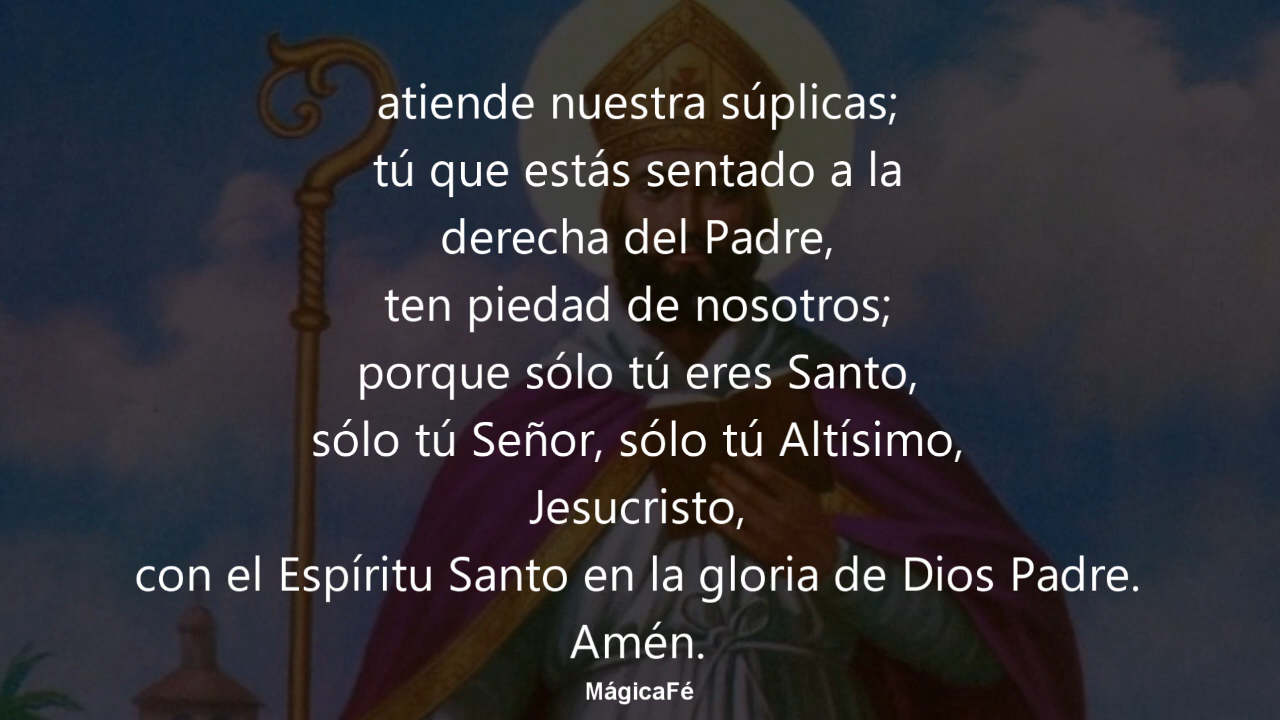 atiende nuestra súplicas;
tú que estás sentado a la
derecha del Padre,
ten piedad de nosotros;
porque sólo tú eres Santo,
sólo tú Señor, sólo tú Altísimo,
Jesucristo,
con el Espíritu Santo en la gloria de Dios Padre.
Amén.
MágicaFé